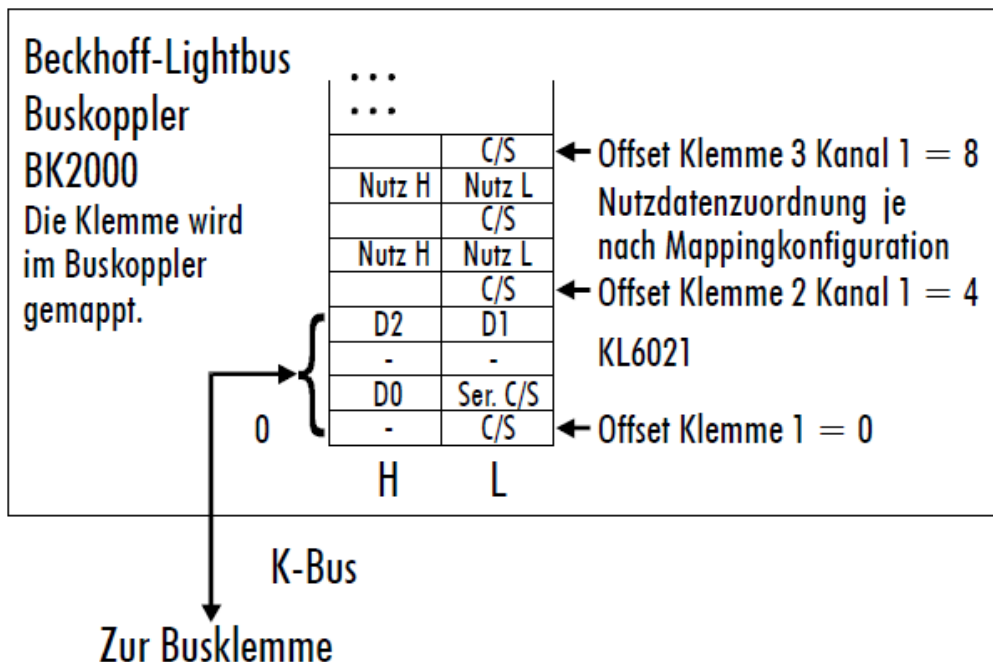 Beckhoff-Lightbus
Buskoppler
BK2000
Die Klemme wird
im Buskoppler
gemappt.
...
...
C/S
Nutz H Nutz L
C/S
Nutz H Nutz L
C/S
D2 D1
- -
D0 Ser. C/S
0 - C/S
H L
Offset Klemme 3 Kanal 1 = 8
Nutzdatenzuordnung je
nach Mappingkonfiguration
Offset Klemme 2 Kanal 1 = 4
KL6021
Offset Klemme 1 = 0
K-Bus
Zur Busklemme